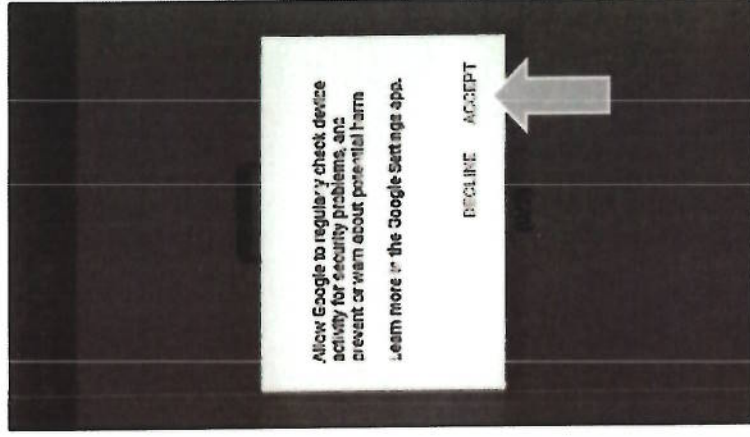 Allow Google to regularly check device
activity for security problems, and
prevent or warn about potential harm
Learn more in the Google Settings app.
DECLINE ACCEPT